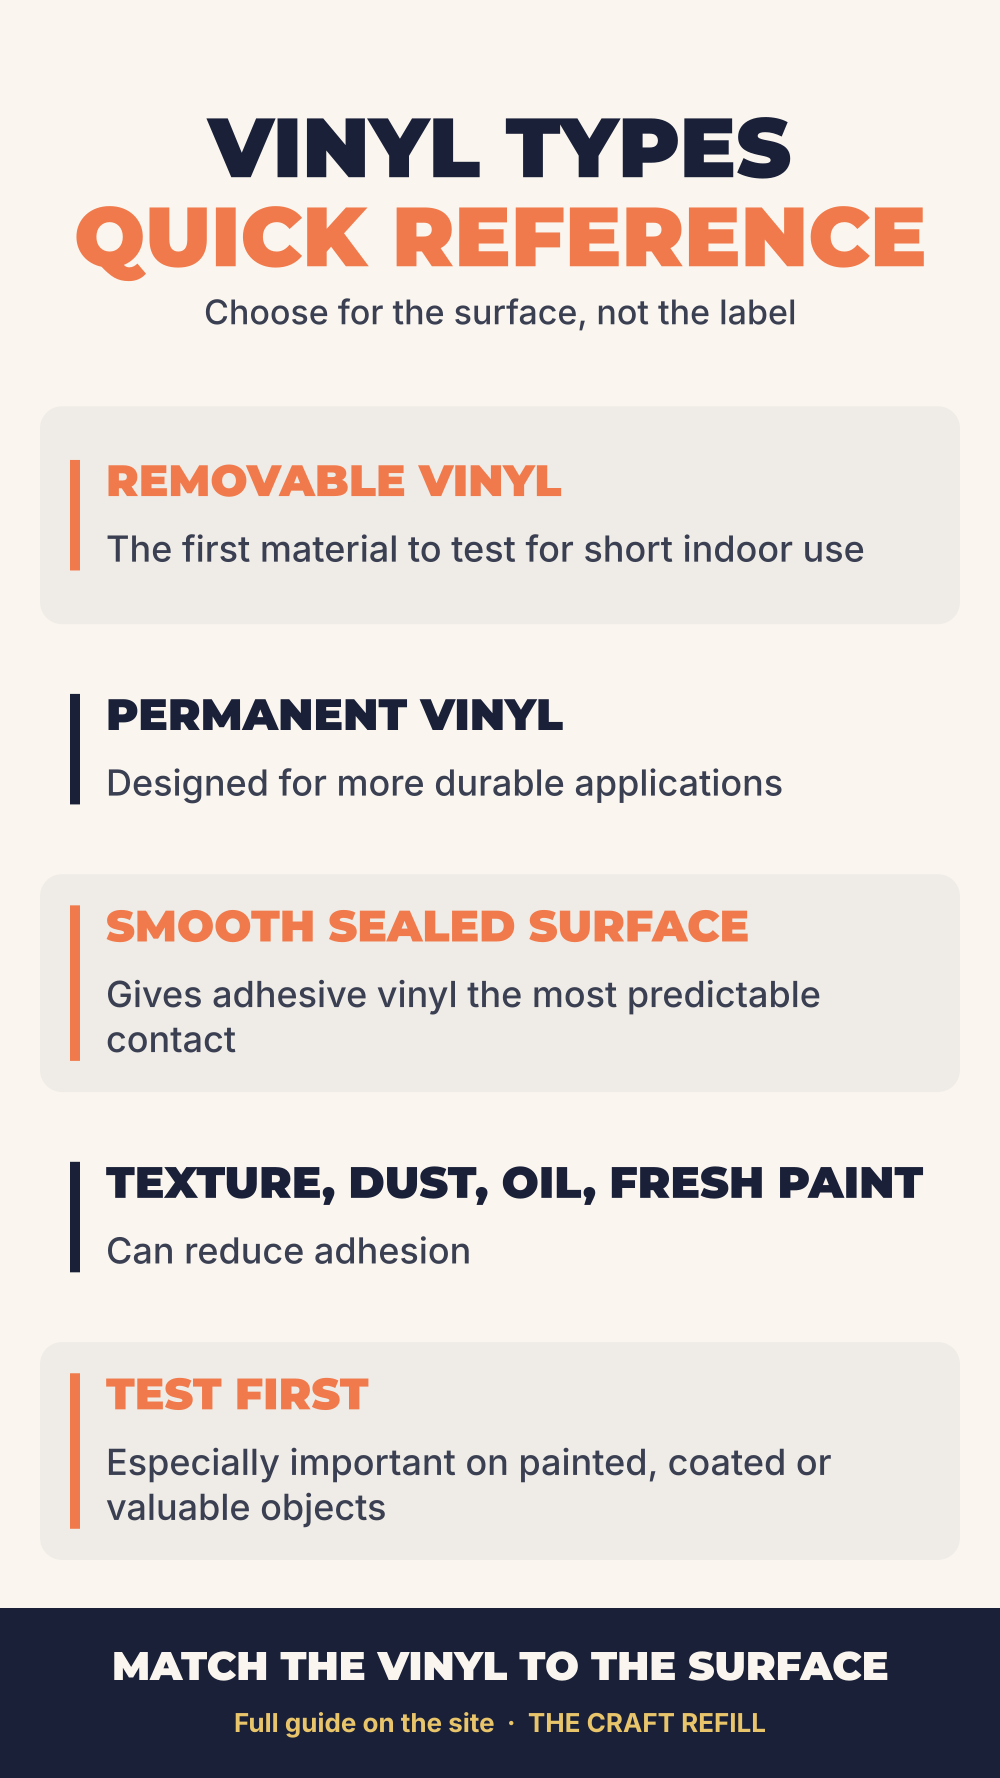 VINYL TYPES
QUICK REFERENCE
Choose for the surface, not the label
REMOVABLE VINYL
The first material to test for short indoor use
PERMANENT VINYL
Designed for more durable applications
SMOOTH SEALED SURFACE
Gives adhesive vinyl the most predictable
contact
TEXTURE, DUST, OIL, FRESH PAINT
Can reduce adhesion
TEST FIRST
Especially important on painted, coated or
valuable objects
MATCH THE VINYL TO THE SURFACE
Full guide on the site · THE CRAFT REFILL